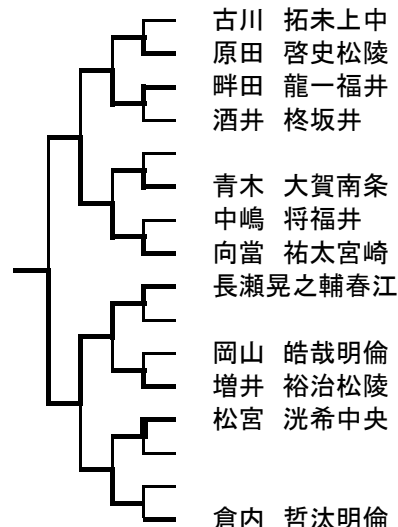 古川 拓未上中
原田 啓史松陵
畔田 龍一福井
酒井 柊坂井
青木 大賀南条
中嶋 将福井
向當 祐太宮崎
長瀬晃之輔春江
岡山 皓哉明倫
増井 裕治松陵
松宮 洸希中央
倉内 哲汰明倫